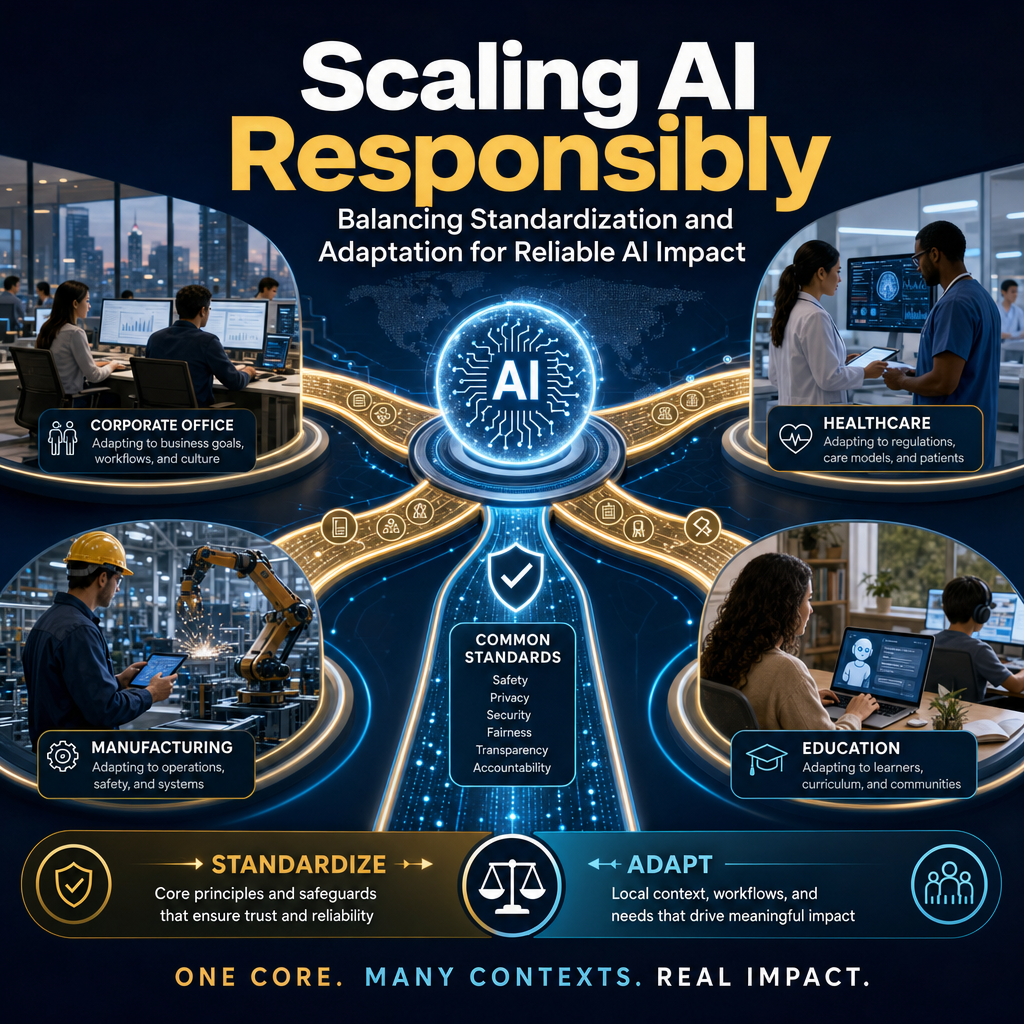 Scaling AI
Responsibly
Balancing Standardization and
Adaptation for Reliable AI Impact
AI
CORPORATE OFFICE
Adapting to business goals,
workflows, and culture
HEALTHCARE
Adapting to regulations,
care models, and patients
COMMON
STANDARDS
Safety
Privacy
Security
Fairness
Transparency
Accountability
MANUFACTURING
Adapting to operations,
safety, and systems
EDUCATION
Adapting to learners,
curriculum, and communities
STANDARDIZE
Core principles and safeguards
that ensure trust and reliability
ADAPT
Local context, workflows, and
needs that drive meaningful impact
ONE CORE. MANY CONTEXTS. REAL IMPACT.